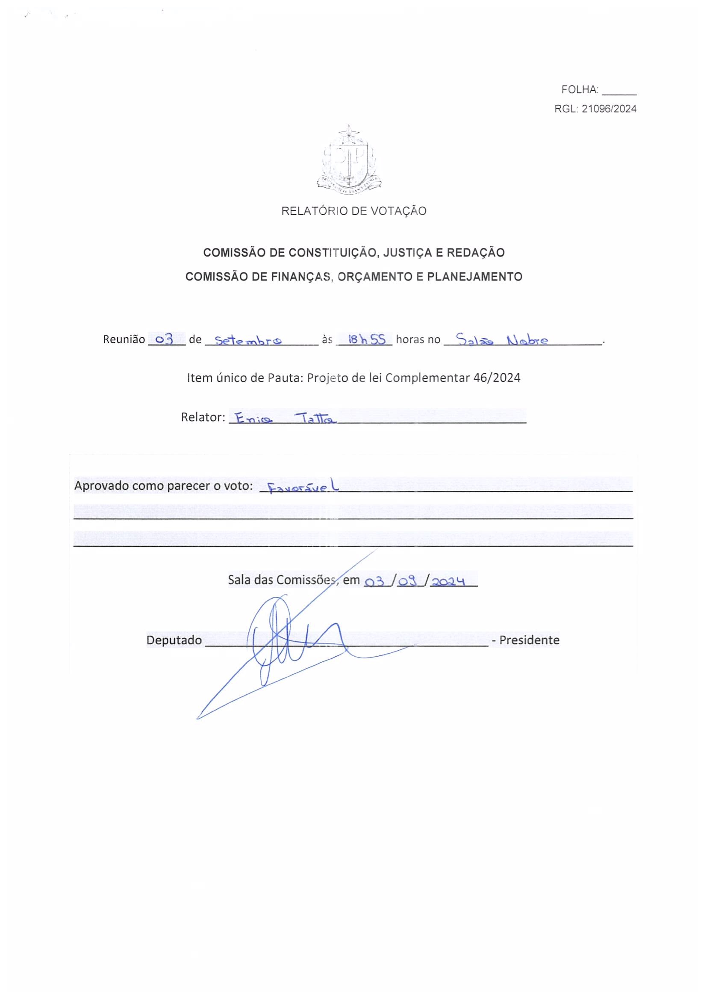 FOLHA: ______
RGL: 21096/2024
SP
RELATÓRIO DE VOTAÇÃO
COMISSÃO DE CONSTITUIÇÃO, JUSTIÇA E REDAÇÃO
COMISSÃO DE FINANÇAS, ORÇAMENTO E PLANEJAMENTO
Reunião 03 de Setembro às 18h55 horas no Salão Nobre.
Item único de Pauta: Projeto de lei Complementar 46/2024
Relator: Enio Tatto
Aprovado como parecer o voto: Favorável
Sala das Comissões, em 03/09/2024
Deputado ______ - Presidente